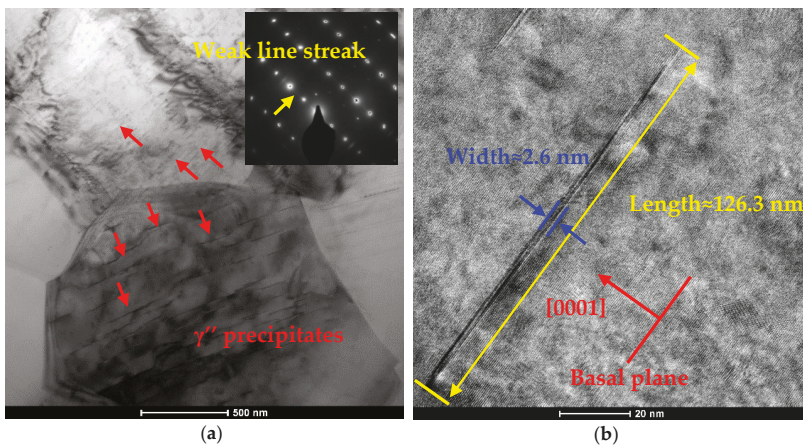 Weak line streak
γ″ precipitates
500 nm
(a)
Width≈2.6 nm
Length≈126.3 nm
[0001]
Basal plane
20 nm
(b)